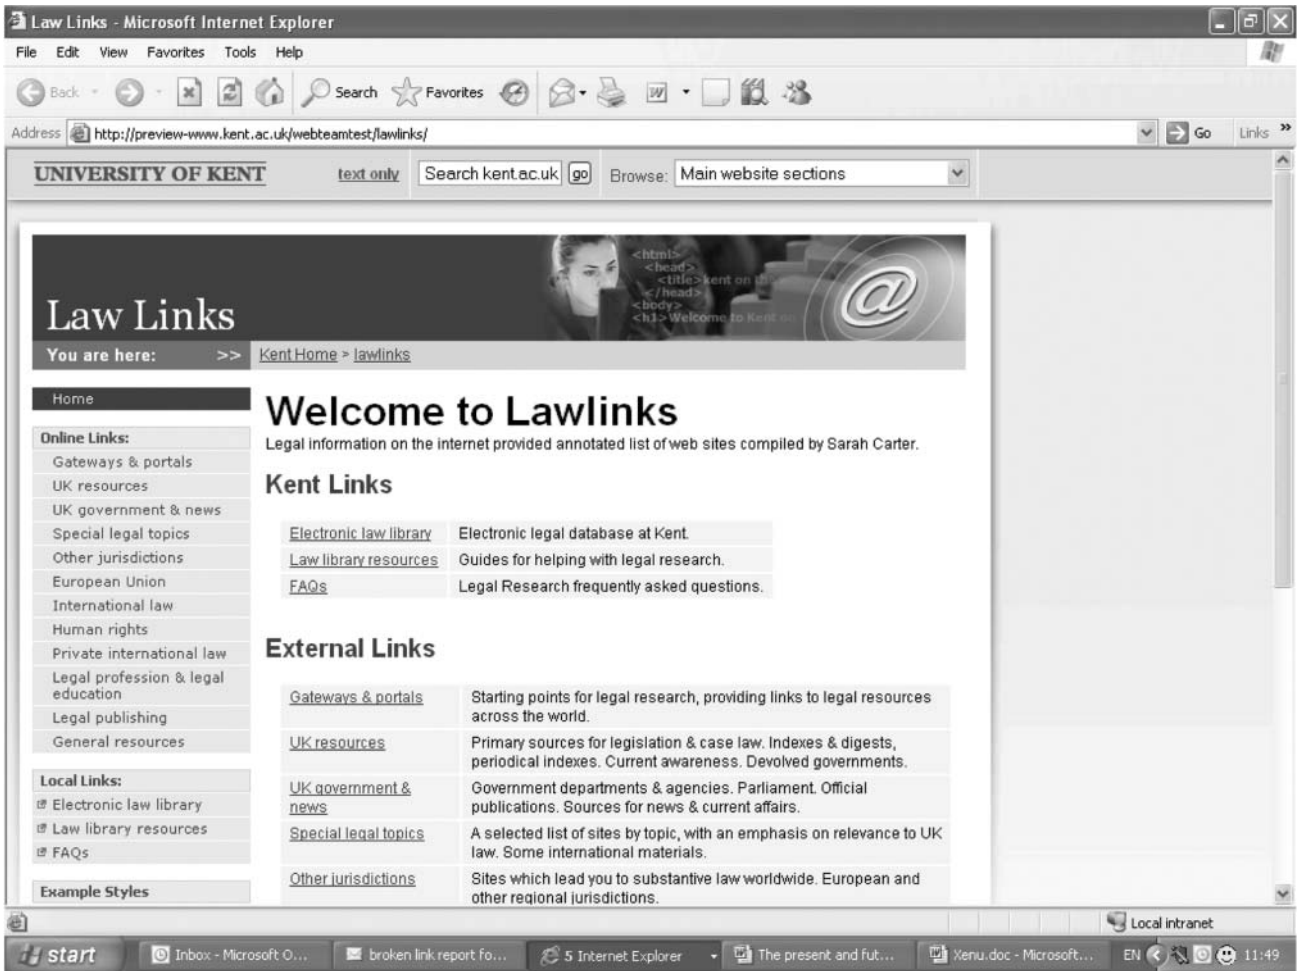 Law Links - Microsoft Internet Explorer
File Edit View Favorites Tools Help
Back Search Favorites
Address http://preview-www.kent.ac.uk/webteamtest/lawlinks/ Go Links »
UNIVERSITY OF KENT text only Search kent.ac.uk go Browse: Main website sections
<html>
<head>
<title>kent on
</head>
<body>
<h1>Welcome to Kent
@
Law Links
You are here: >> Kent Home > lawlinks
Home
Online Links:
Gateways & portals
UK resources
UK government & news
Special legal topics
Other jurisdictions
European Union
International law
Human rights
Private international law
Legal profession & legal
education
Legal publishing
General resources
Local Links:
Electronic law library
Law library resources
FAQs
Example Styles
Welcome to Lawlinks
Legal information on the internet provided annotated list of web sites compiled by Sarah Carter.
Kent Links
Electronic law library Electronic legal database at Kent.
Law library resources Guides for helping with legal research.
FAQs Legal Research frequently asked questions.
External Links
Gateways & portals Starting points for legal research, providing links to legal resources
across the world.
UK resources Primary sources for legislation & case law. Indexes & digests,
periodical indexes. Current awareness. Devolved governments.
UK government & Government departments & agencies. Parliament. Official
news publications. Sources for news & current affairs.
Special legal topics A selected list of sites by topic, with an emphasis on relevance to UK
law. Some international materials.
Other jurisdictions Sites which lead you to substantive law worldwide. European and
other regional jurisdictions.
Local intranet
start Inbox - Microsoft O... broken link report fo... 5 Internet Explorer The present and fut... Xenu.doc - Microsoft... EN 11:49